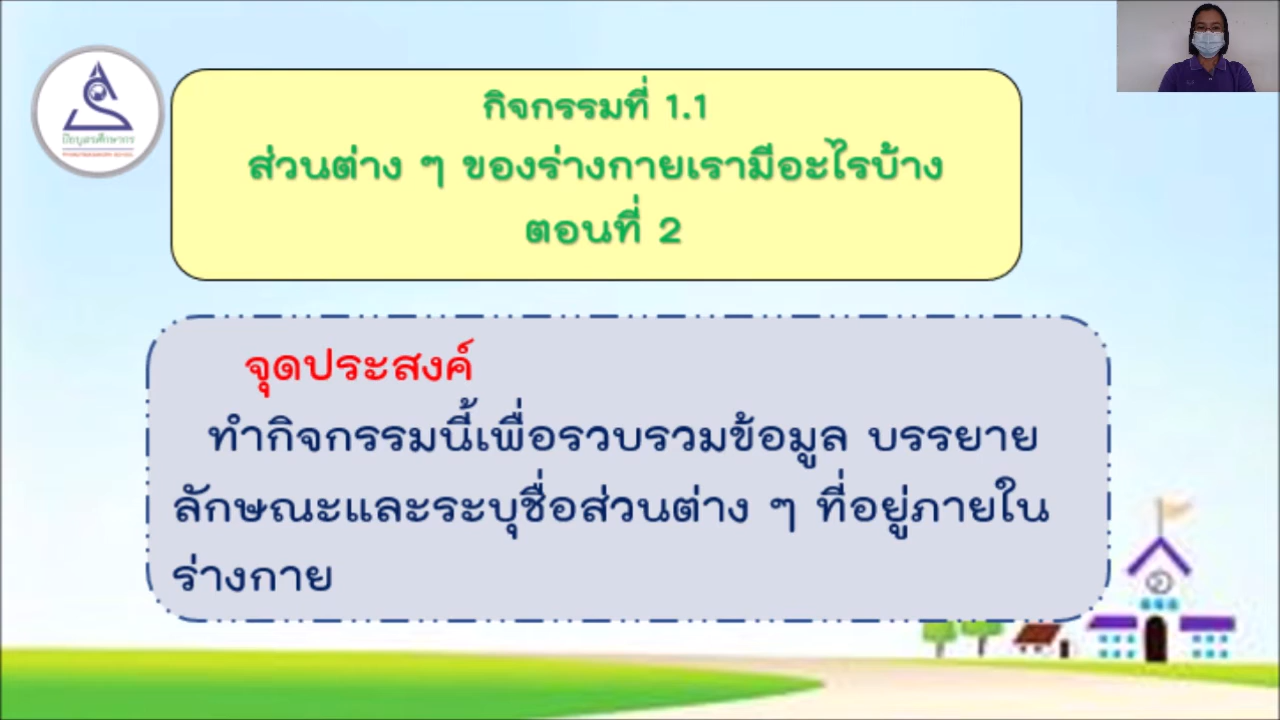 กิจกรรมที่ 1.1
ส่วนต่าง ๆ ของร่างกายเรามีอะไรบ้าง
ตอนที่ 2
จุดประสงค์
ทำกิจกรรมนี้เพื่อรวบรวมข้อมูล บรรยาย
ลักษณะและระบุชื่อส่วนต่าง ๆ ที่อยู่ภายใน
ร่างกาย